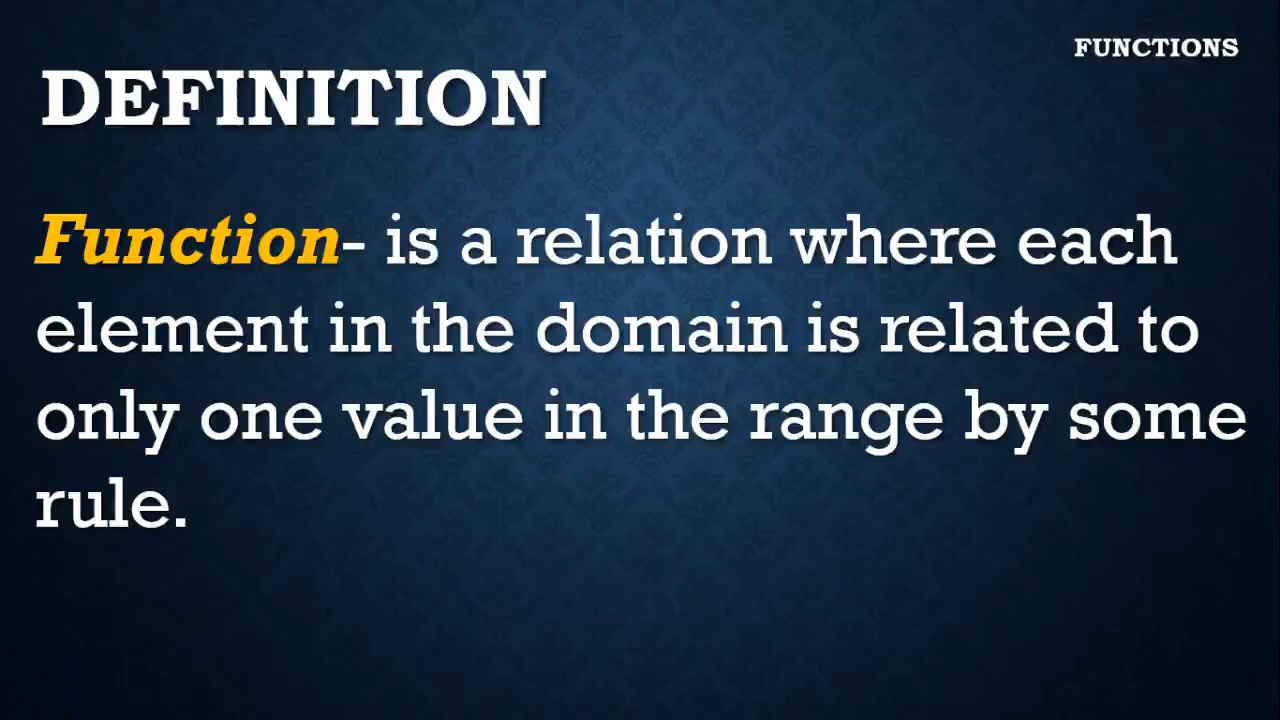 FUNCTIONS
DEFINITION
Function- is a relation where each
element in the domain is related to
only one value in the range by some
rule.